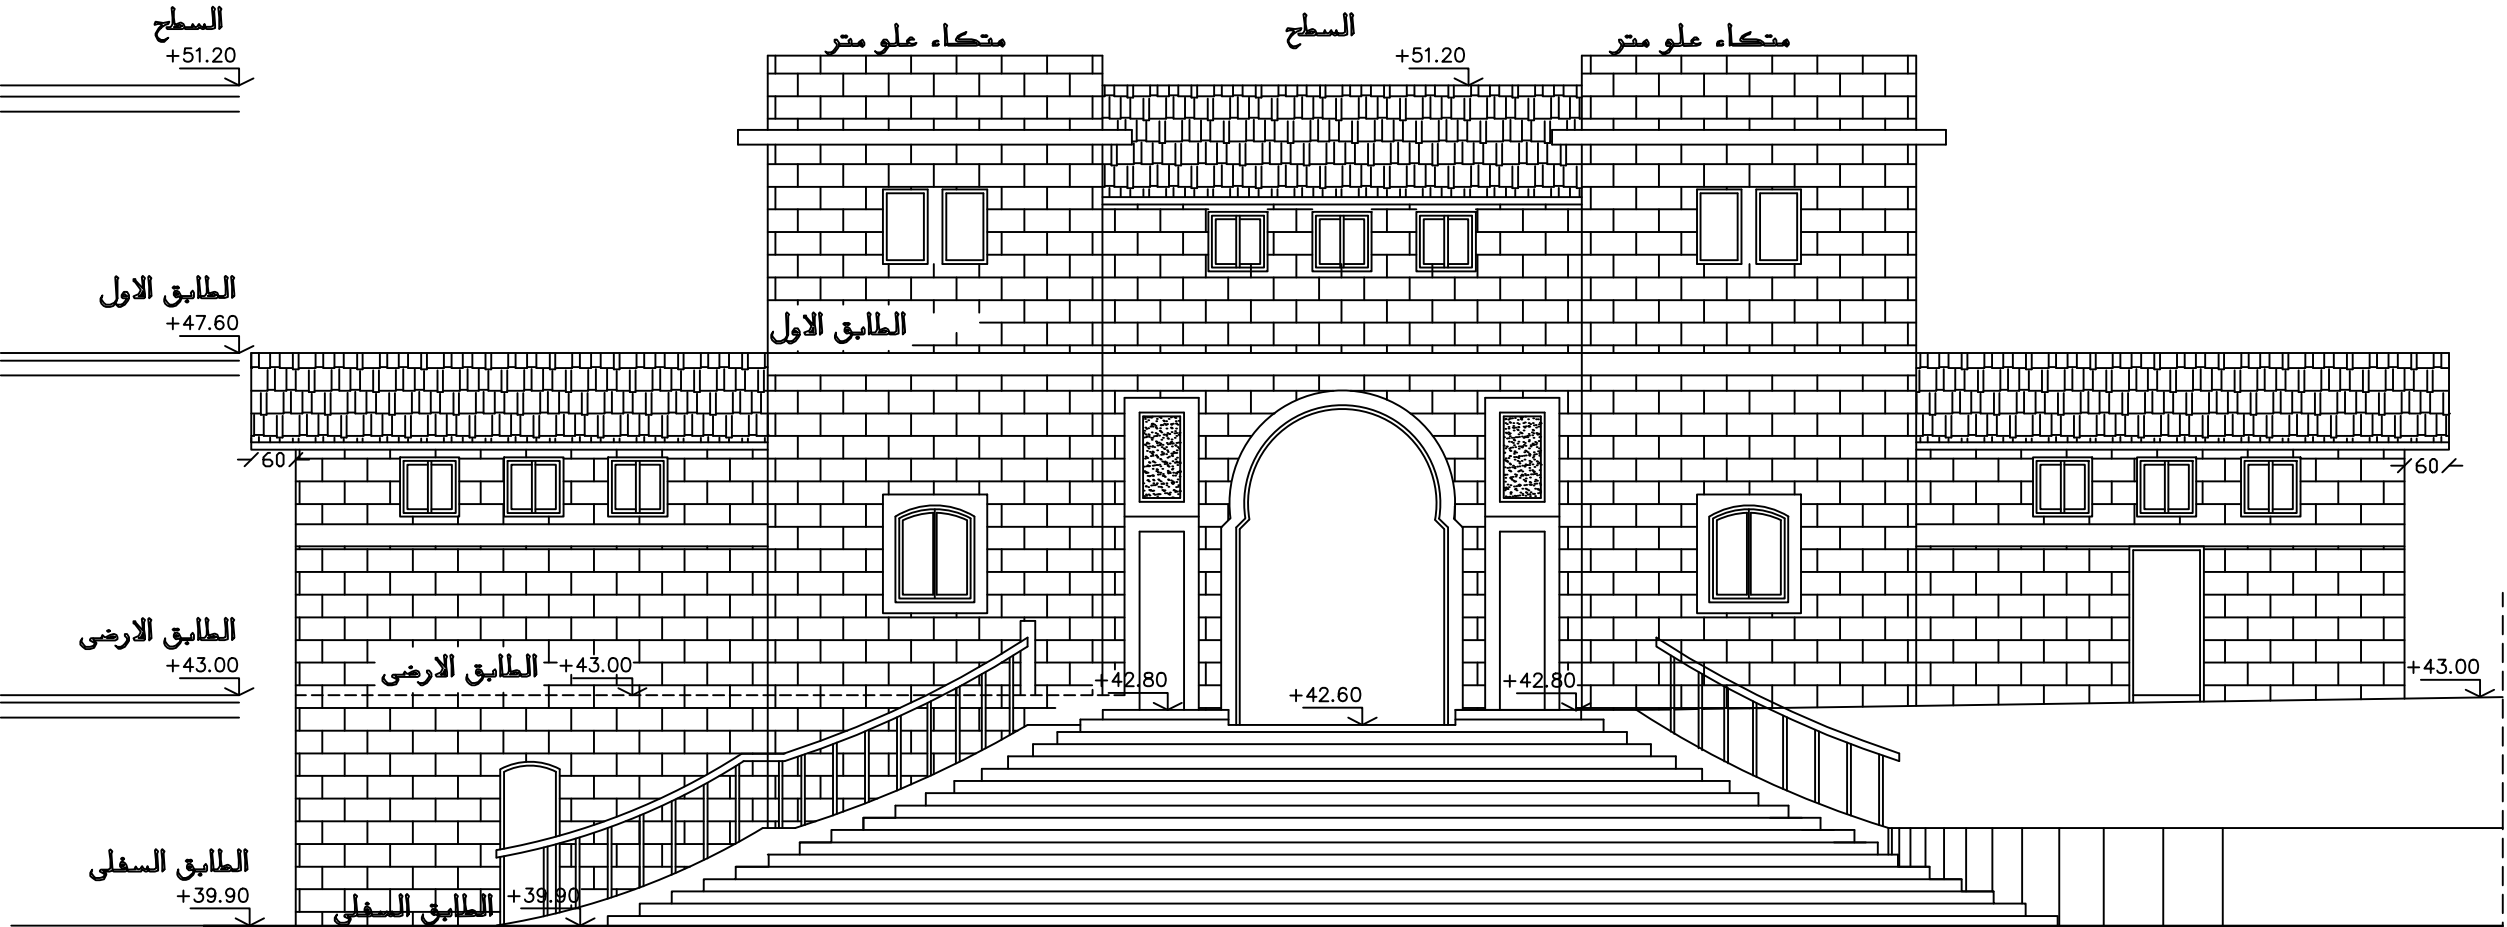 السطح
+51.20
متكاء علو متر
السطح
+51.20
متكاء علو متر
الطابق الاول
+47.60
الطابق الاول
60
60
الطابق الارضى
+43.00
الطابق الارضى
+43.00
+42.80
+42.60
+42.80
+43.00
الطابق السفلى
+39.90
الطابق السفلى
+39.90